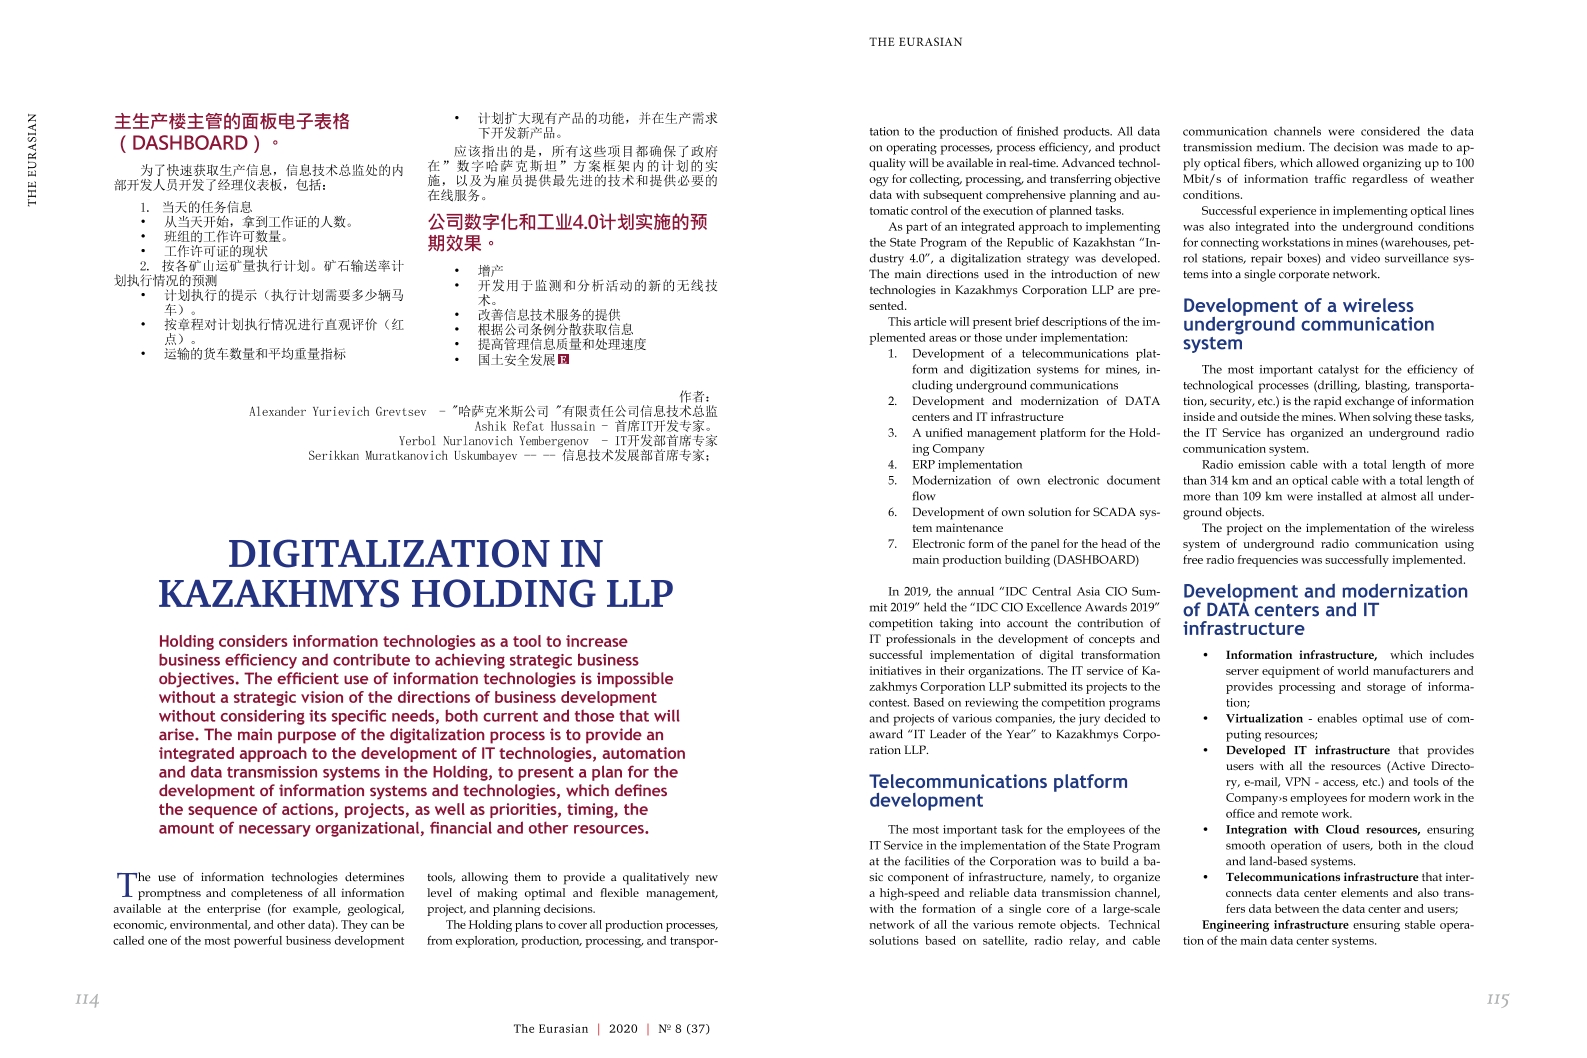 THE EURASIAN
主生产楼主管的面板电子表格
（DASHBOARD）。
为了快速获取生产信息，信息技术总监处的内
部开发人员开发了经理仪表板，包括：
1. 当天的任务信息
• 从当天开始，拿到工作证的人数。
• 班组的工作许可数量。
• 工作许可证的现状
2. 按各矿山运矿量执行计划。矿石输送率计
划执行情况的预测
• 计划执行的提示（执行计划需要多少辆马
车）。
• 按章程对计划执行情况进行直观评价（红
点）。
• 运输的货车数量和平均重量指标
• 计划扩大现有产品的功能，并在生产需求
下开发新产品。
应该指出的是，所有这些项目都确保了政府
在”数字哈萨克斯坦”方案框架内的计划的实
施，以及为雇员提供最先进的技术和提供必要的
在线服务。
公司数字化和工业4.0计划实施的预
期效果。
• 增产
• 开发用于监测和分析活动的新的无线技
术。
• 改善信息技术服务的提供
• 根据公司条例分散获取信息
• 提高管理信息质量和处理速度
• 国土安全发展 E
作者：
Alexander Yurievich Grevtsev - "哈萨克米斯公司 "有限责任公司信息技术总监
Ashik Refat Hussain - 首席IT开发专家。
Yerbol Nurlanovich Yembergenov - IT开发部首席专家
Serikkan Muratkanovich Uskumbayev -- -- 信息技术发展部首席专家；
DIGITALIZATION IN
KAZAKHMYS HOLDING LLP
Holding considers information technologies as a tool to increase
business efficiency and contribute to achieving strategic business
objectives. The efficient use of information technologies is impossible
without a strategic vision of the directions of business development
without considering its specific needs, both current and those that will
arise. The main purpose of the digitalization process is to provide an
integrated approach to the development of IT technologies, automation
and data transmission systems in the Holding, to present a plan for the
development of information systems and technologies, which defines
the sequence of actions, projects, as well as priorities, timing, the
amount of necessary organizational, financial and other resources.
The use of information technologies determines
promptness and completeness of all information
available at the enterprise (for example, geological,
economic, environmental, and other data). They can be
called one of the most powerful business development
tools, allowing them to provide a qualitatively new
level of making optimal and flexible management,
project, and planning decisions.
The Holding plans to cover all production processes,
from exploration, production, processing, and transpor-
114
The Eurasian | 2020 | № 8 (37)
THE EURASIAN
tation to the production of finished products. All data
on operating processes, process efficiency, and product
quality will be available in real-time. Advanced technol-
ogy for collecting, processing, and transferring objective
data with subsequent comprehensive planning and au-
tomatic control of the execution of planned tasks.
As part of an integrated approach to implementing
the State Program of the Republic of Kazakhstan “In-
dustry 4.0”, a digitalization strategy was developed.
The main directions used in the introduction of new
technologies in Kazakhmys Corporation LLP are pre-
sented.
This article will present brief descriptions of the im-
plemented areas or those under implementation:
1. Development of a telecommunications plat-
form and digitization systems for mines, in-
cluding underground communications
2. Development and modernization of DATA
centers and IT infrastructure
3. A unified management platform for the Hold-
ing Company
4. ERP implementation
5. Modernization of own electronic document
flow
6. Development of own solution for SCADA sys-
tem maintenance
7. Electronic form of the panel for the head of the
main production building (DASHBOARD)
In 2019, the annual “IDC Central Asia CIO Sum-
mit 2019” held the “IDC CIO Excellence Awards 2019”
competition taking into account the contribution of
IT professionals in the development of concepts and
successful implementation of digital transformation
initiatives in their organizations. The IT service of Ka-
zakhmys Corporation LLP submitted its projects to the
contest. Based on reviewing the competition programs
and projects of various companies, the jury decided to
award “IT Leader of the Year” to Kazakhmys Corpo-
ration LLP.
Telecommunications platform
development
The most important task for the employees of the
IT Service in the implementation of the State Program
at the facilities of the Corporation was to build a ba-
sic component of infrastructure, namely, to organize
a high-speed and reliable data transmission channel,
with the formation of a single core of a large-scale
network of all the various remote objects. Technical
solutions based on satellite, radio relay, and cable
communication channels were considered the data
transmission medium. The decision was made to ap-
ply optical fibers, which allowed organizing up to 100
Mbit/s of information traffic regardless of weather
conditions.
Successful experience in implementing optical lines
was also integrated into the underground conditions
for connecting workstations in mines (warehouses, pet-
rol stations, repair boxes) and video surveillance sys-
tems into a single corporate network.
Development of a wireless
underground communication
system
The most important catalyst for the efficiency of
technological processes (drilling, blasting, transporta-
tion, security, etc.) is the rapid exchange of information
inside and outside the mines. When solving these tasks,
the IT Service has organized an underground radio
communication system.
Radio emission cable with a total length of more
than 314 km and an optical cable with a total length of
more than 109 km were installed at almost all under-
ground objects.
The project on the implementation of the wireless
system of underground radio communication using
free radio frequencies was successfully implemented.
Development and modernization
of DATA centers and IT
infrastructure
• Information infrastructure, which includes
server equipment of world manufacturers and
provides processing and storage of informa-
tion;
• Virtualization - enables optimal use of com-
puting resources;
• Developed IT infrastructure that provides
users with all the resources (Active Directo-
ry, e-mail, VPN - access, etc.) and tools of the
Company›s employees for modern work in the
office and remote work.
• Integration with Cloud resources, ensuring
smooth operation of users, both in the cloud
and land-based systems.
• Telecommunications infrastructure that inter-
connects data center elements and also trans-
fers data between the data center and users;
Engineering infrastructure ensuring stable opera-
tion of the main data center systems.
115